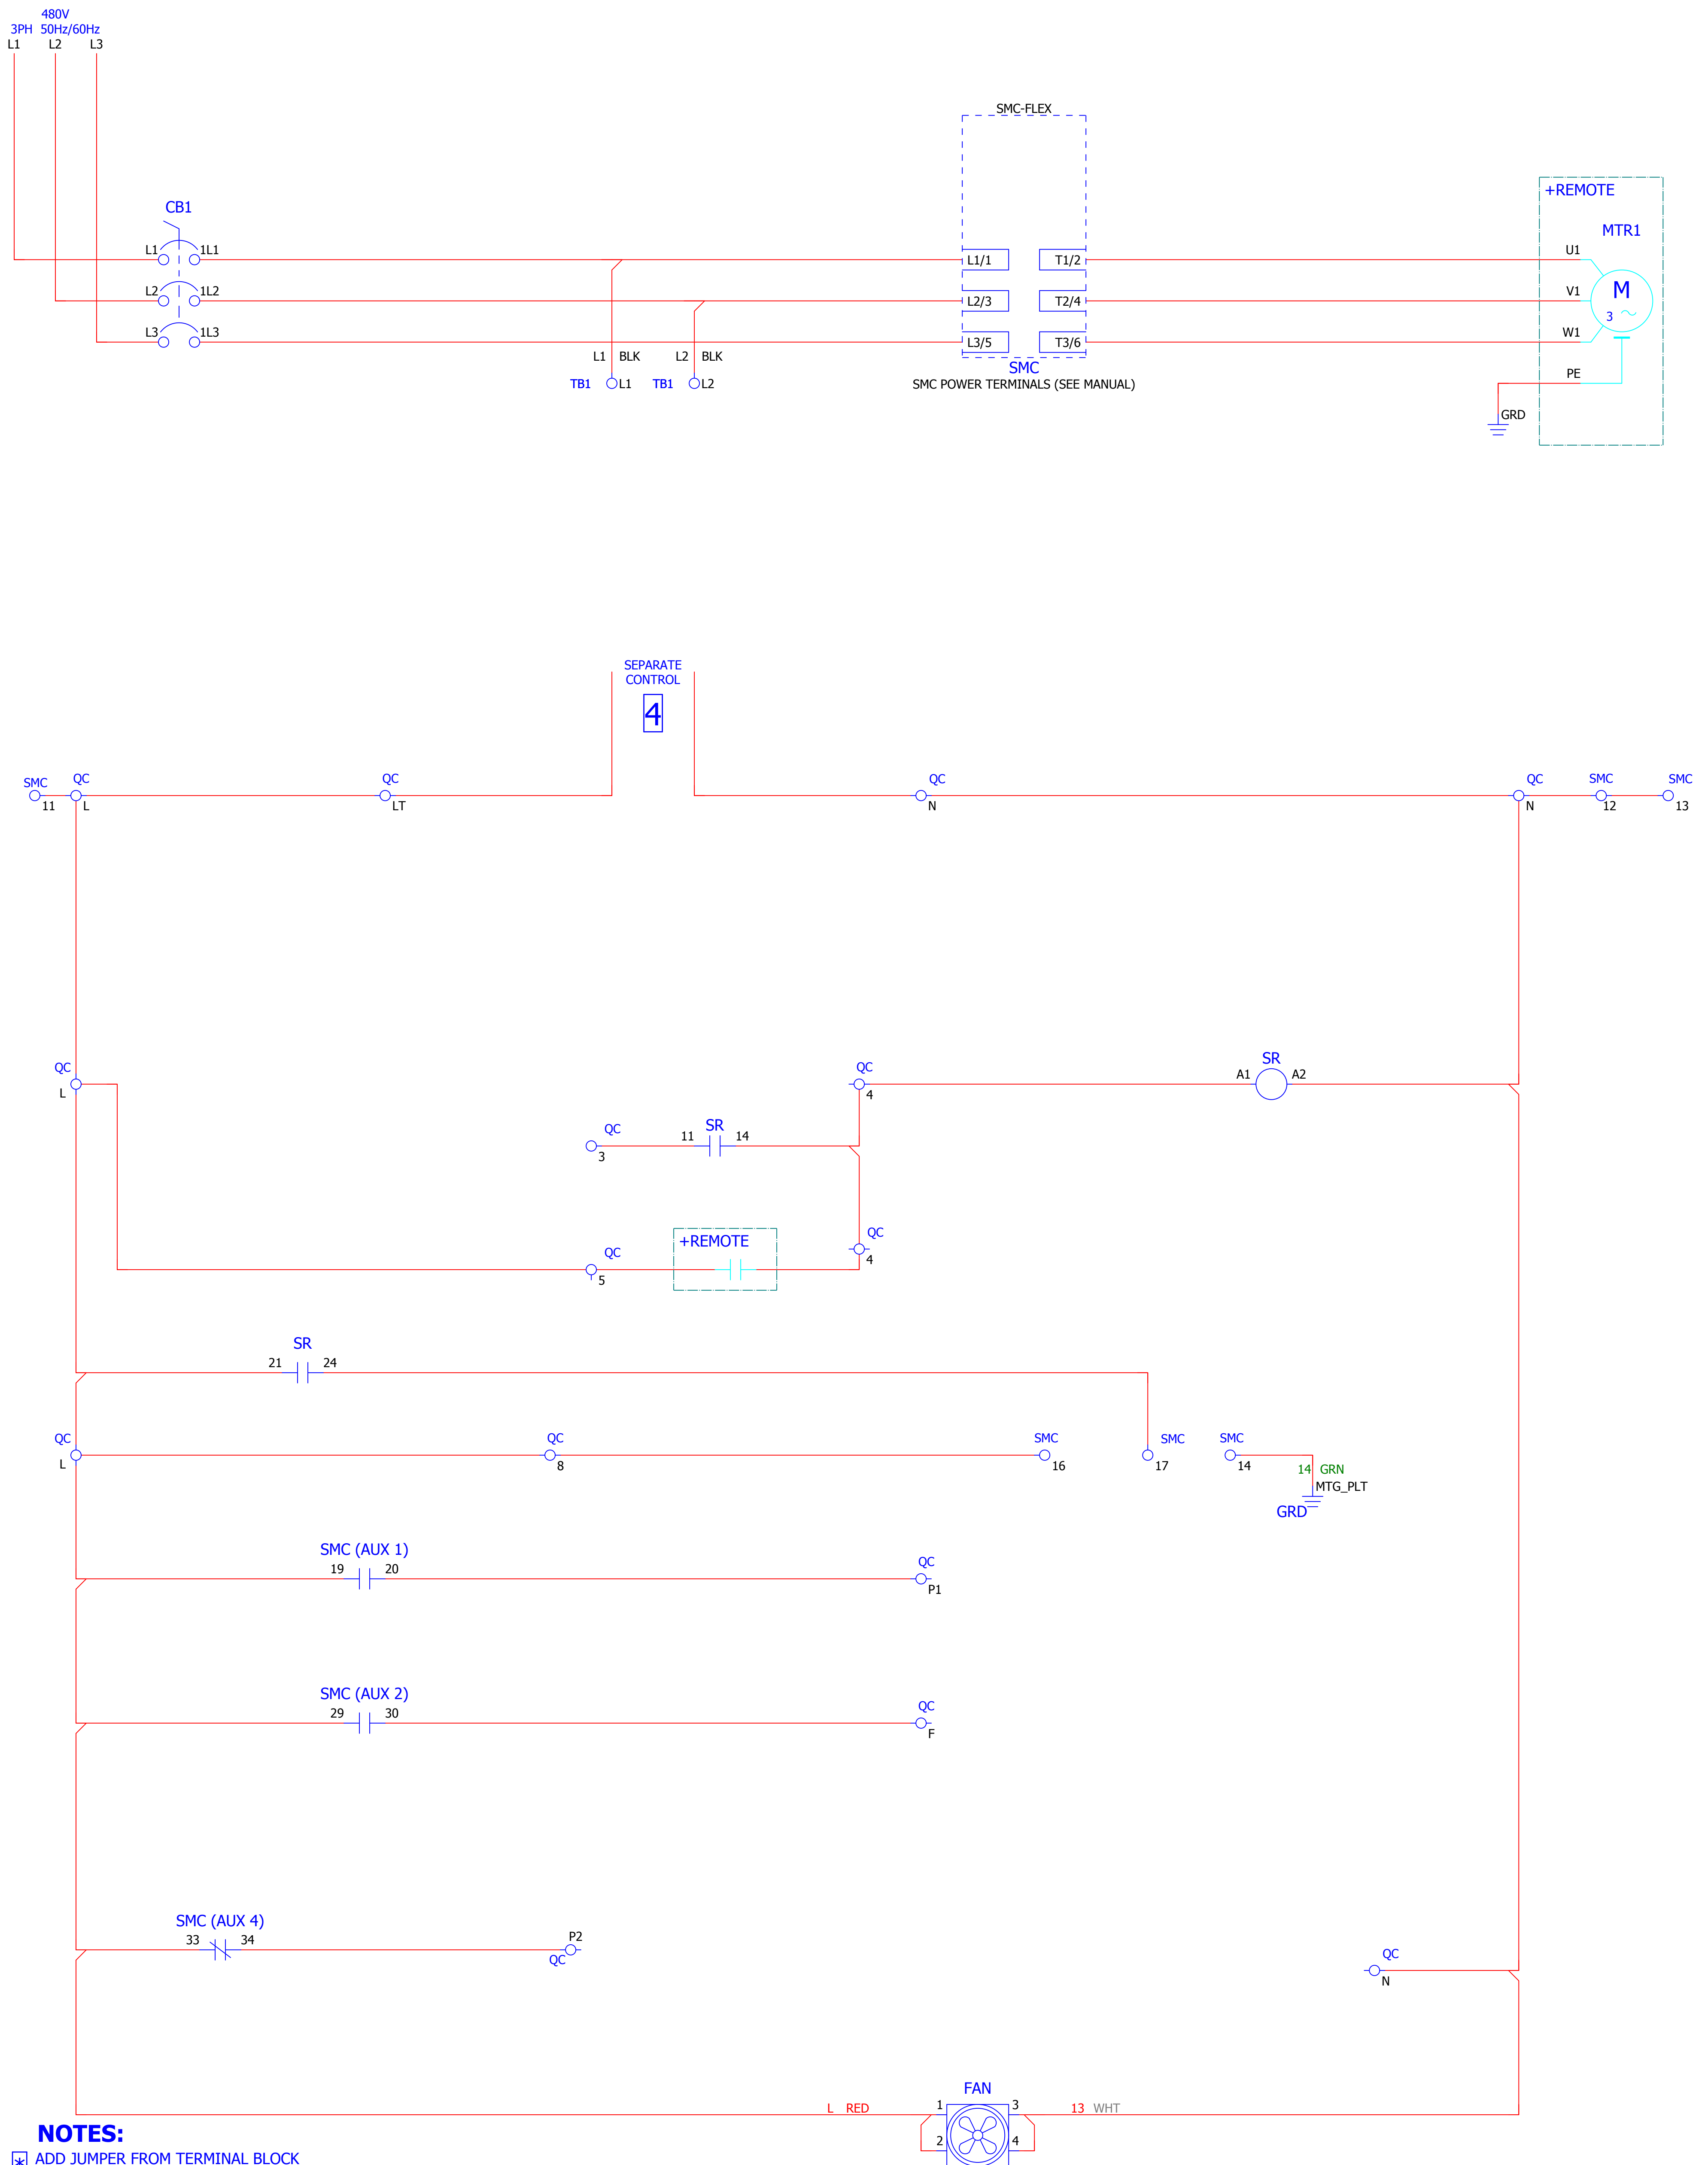 480V
3PH 50Hz/60Hz
L1 L2 L3
SMC-FLEX
+REMOTE
CB1
MTR1
L1 1L1 L1/1 T1/2 U1
L2 1L2 L2/3 T2/4 V1 M
3
L3 1L3 L3/5 T3/6 W1
L1 BLK L2 BLK
SMC
TB1 L1 TB1 L2 SMC POWER TERMINALS (SEE MANUAL)
PE
GRD
SEPARATE
CONTROL
4
SMC QC QC QC QC SMC SMC
11 L LT N N 12 13
QC QC SR
A1 A2
L 4
QC SR
11 14
3
QC QC
+REMOTE
5 4
SR
21 24
QC QC SMC SMC SMC
L 8 16 17 14
14 GRN
MTG_PLT
GRD
SMC (AUX 1)
19 20 QC
P1
SMC (AUX 2)
29 30 QC
F
SMC (AUX 4)
33 34 P2
QC
QC
N
FAN
L RED 1 3 13 WHT
2 4
NOTES:
* ADD JUMPER FROM TERMINAL BLOCK